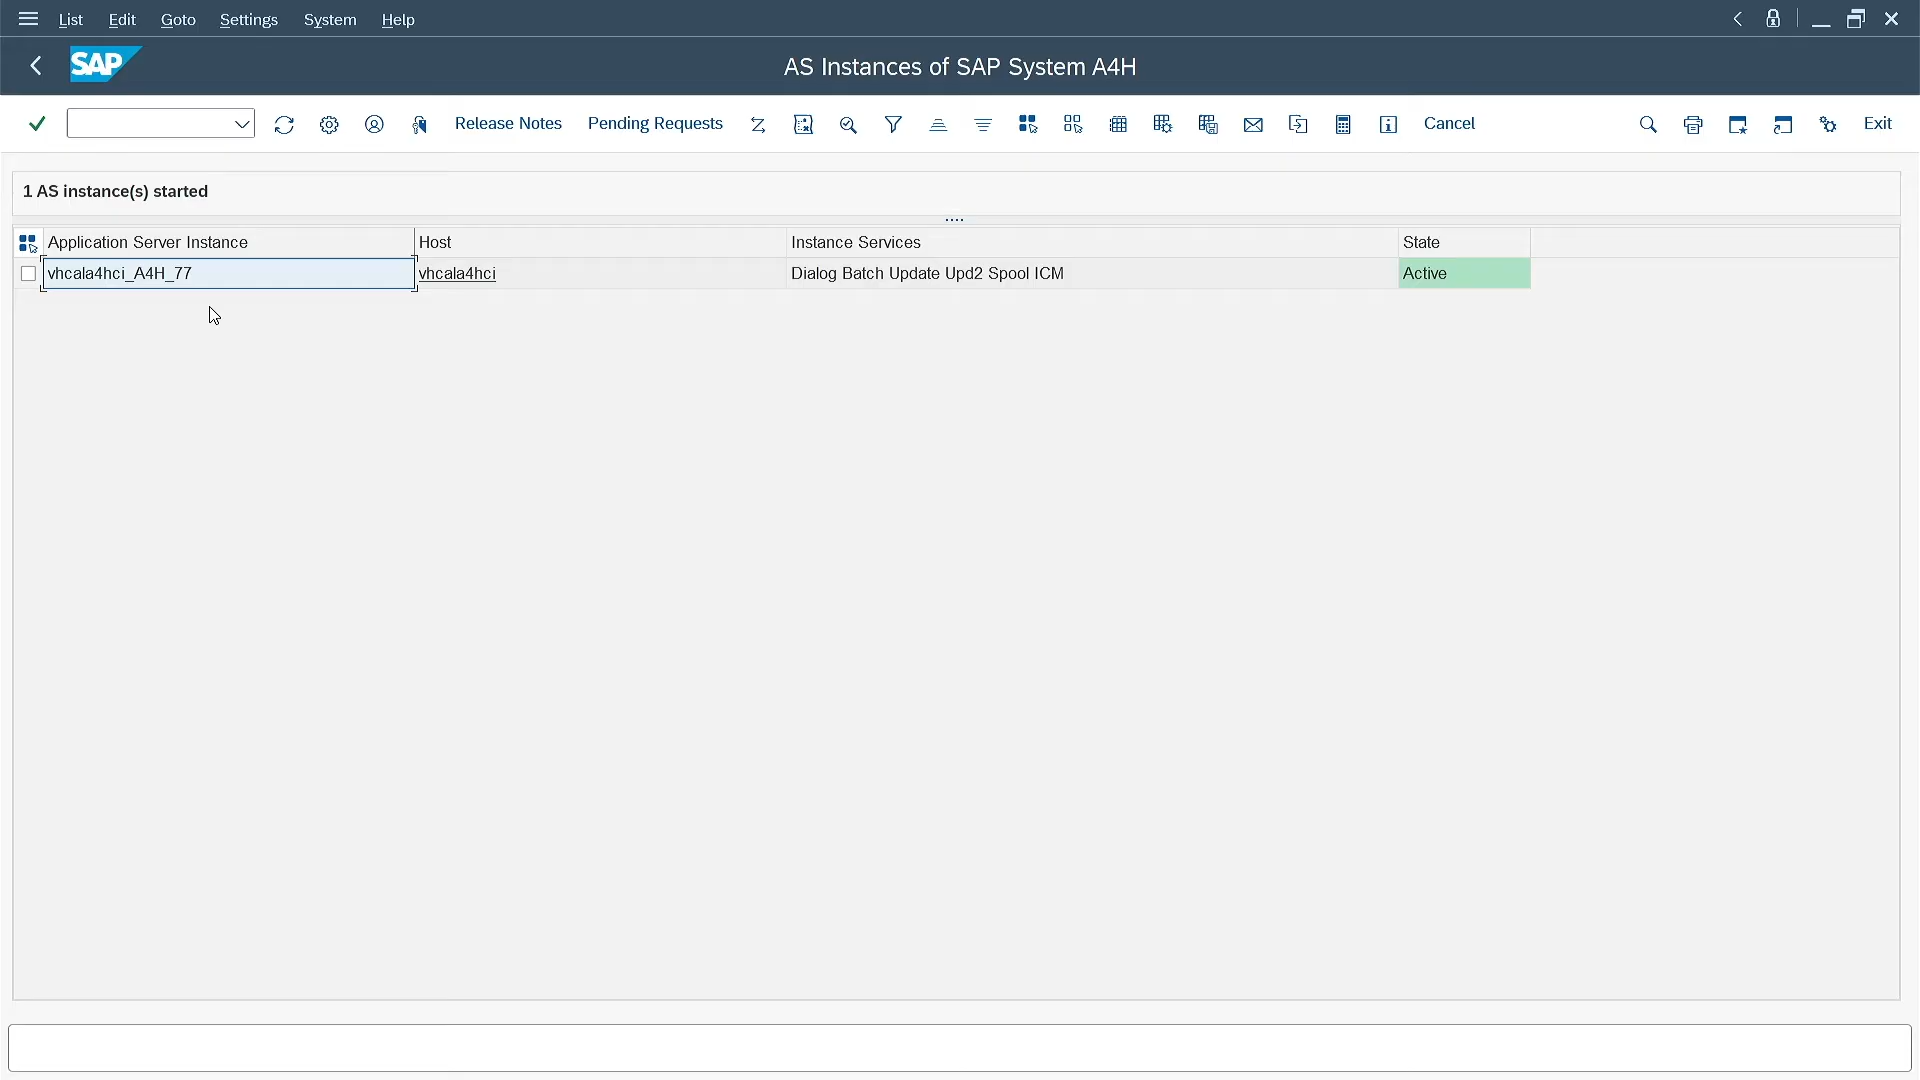 List Edit Goto Settings System Help
SAP AS Instances of SAP System A4H
Release Notes Pending Requests Cancel Exit
1 AS instance(s) started
Application Server Instance Host Instance Services State
vhcala4hci_A4H_77 vhcala4hci Dialog Batch Update Upd2 Spool ICM Active